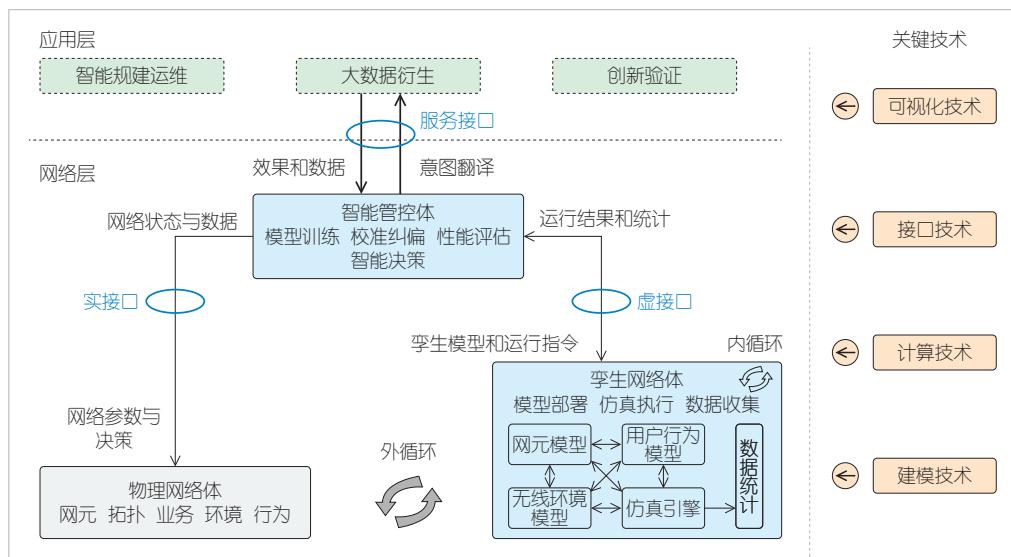 应用层
智能规建运维
大数据衍生
创新验证
服务接口
网络层
效果和数据
意图翻译
智能管控体
模型训练 校准纠偏 性能评估
智能决策
网络状态与数据
运行结果和统计
实接口
虚接口
孪生模型和运行指令
内循环
孪生网络体
模型部署 仿真执行 数据收集
网元模型
用户行为
模型
无线环境
模型
仿真引擎
数据统计
网络参数与
决策
外循环
物理网络体
网元 拓扑 业务 环境 行为
关键技术
可视化技术
接口技术
计算技术
建模技术